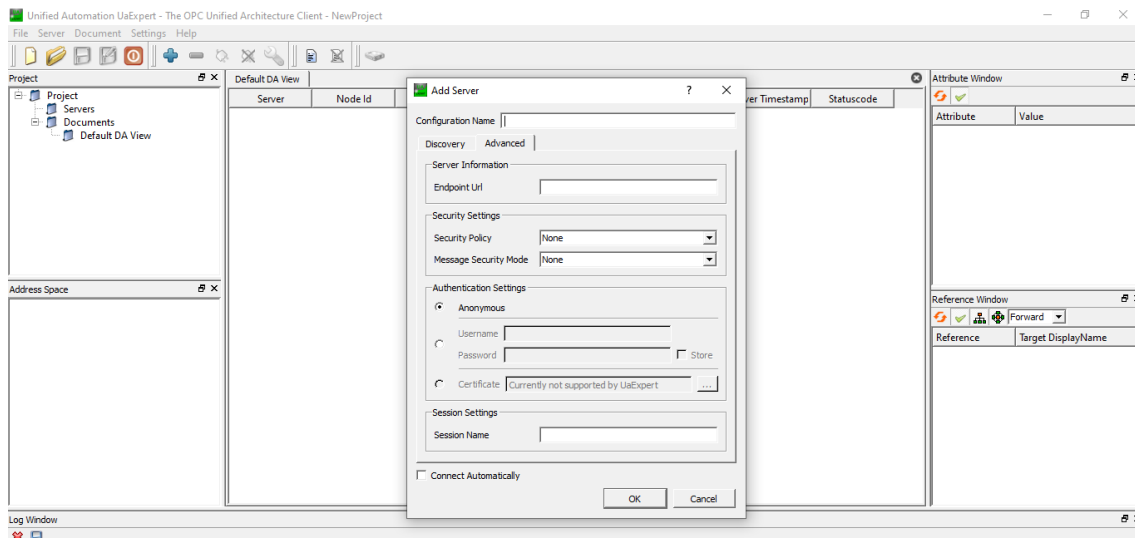 Unified Automation UaExpert - The OPC Unified Architecture Client - NewProject
File Server Document Settings Help
Project
Project
Servers
Documents
Default DA View
Address Space
Default DA View
Server Node Id ver Timestamp Statuscode
Add Server
Configuration Name
Discovery Advanced
Server Information
Endpoint Url
Security Settings
Security Policy None
Message Security Mode None
Authentication Settings
Anonymous
Username
Password Store
Certificate Currently not supported by UaExpert ...
Session Settings
Session Name
Connect Automatically
OK Cancel
Attribute Window
Attribute Value
Reference Window
Forward
Reference Target DisplayName
Log Window